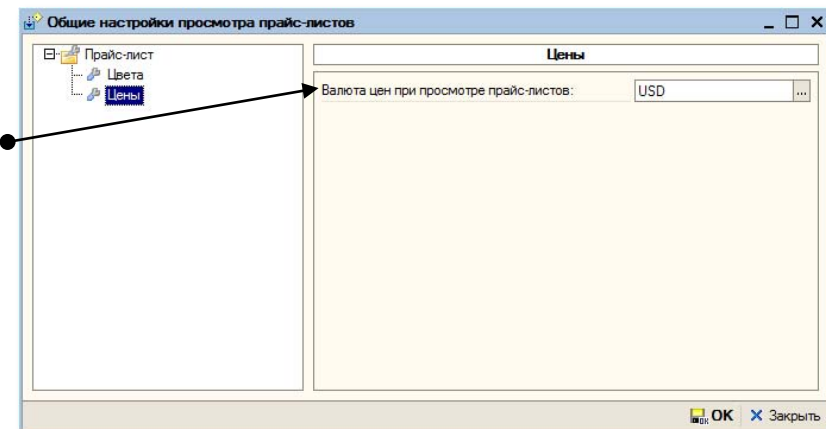 Общие настройки просмотра прайс-листов
Прайс-лист
Цвета
Цены
Цены
Валюта цен при просмотре прайс-листов:
USD
...
OK
Закрыть